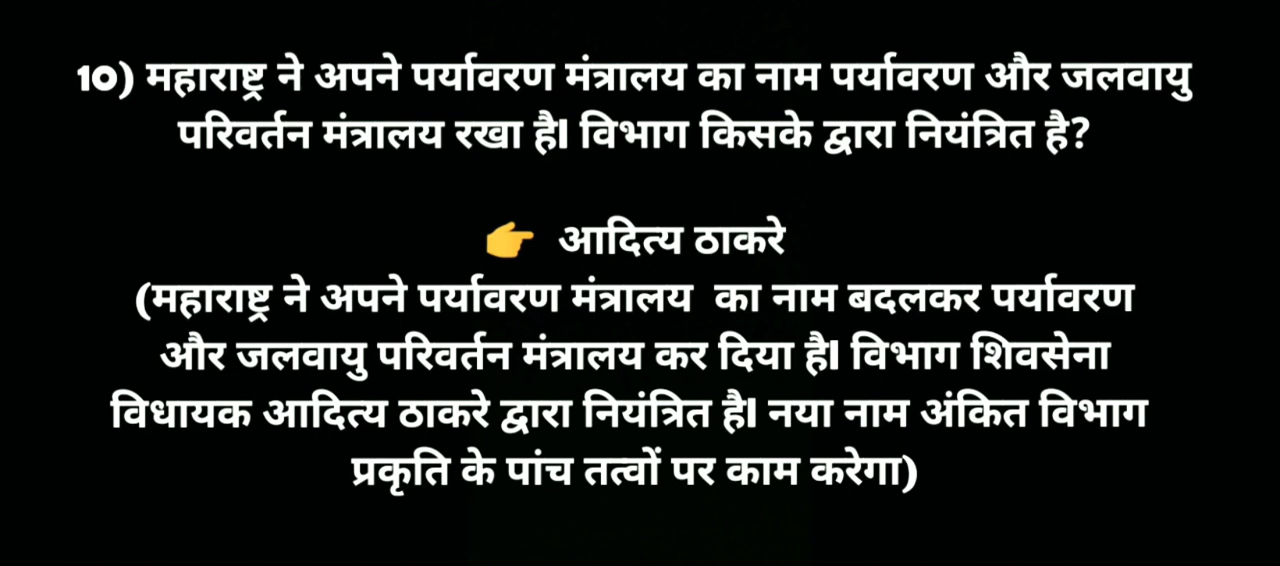 10) महाराष्ट्र ने अपने पर्यावरण मंत्रालय का नाम पर्यावरण और जलवायु
परिवर्तन मंत्रालय रखा है। विभाग किसके द्वारा नियंत्रित है?
👉 आदित्य ठाकरे
(महाराष्ट्र ने अपने पर्यावरण मंत्रालय का नाम बदलकर पर्यावरण
और जलवायु परिवर्तन मंत्रालय कर दिया है। विभाग शिवसेना
विधायक आदित्य ठाकरे द्वारा नियंत्रित है। नया नाम अंकित विभाग
प्रकृति के पांच तत्वों पर काम करेगा)